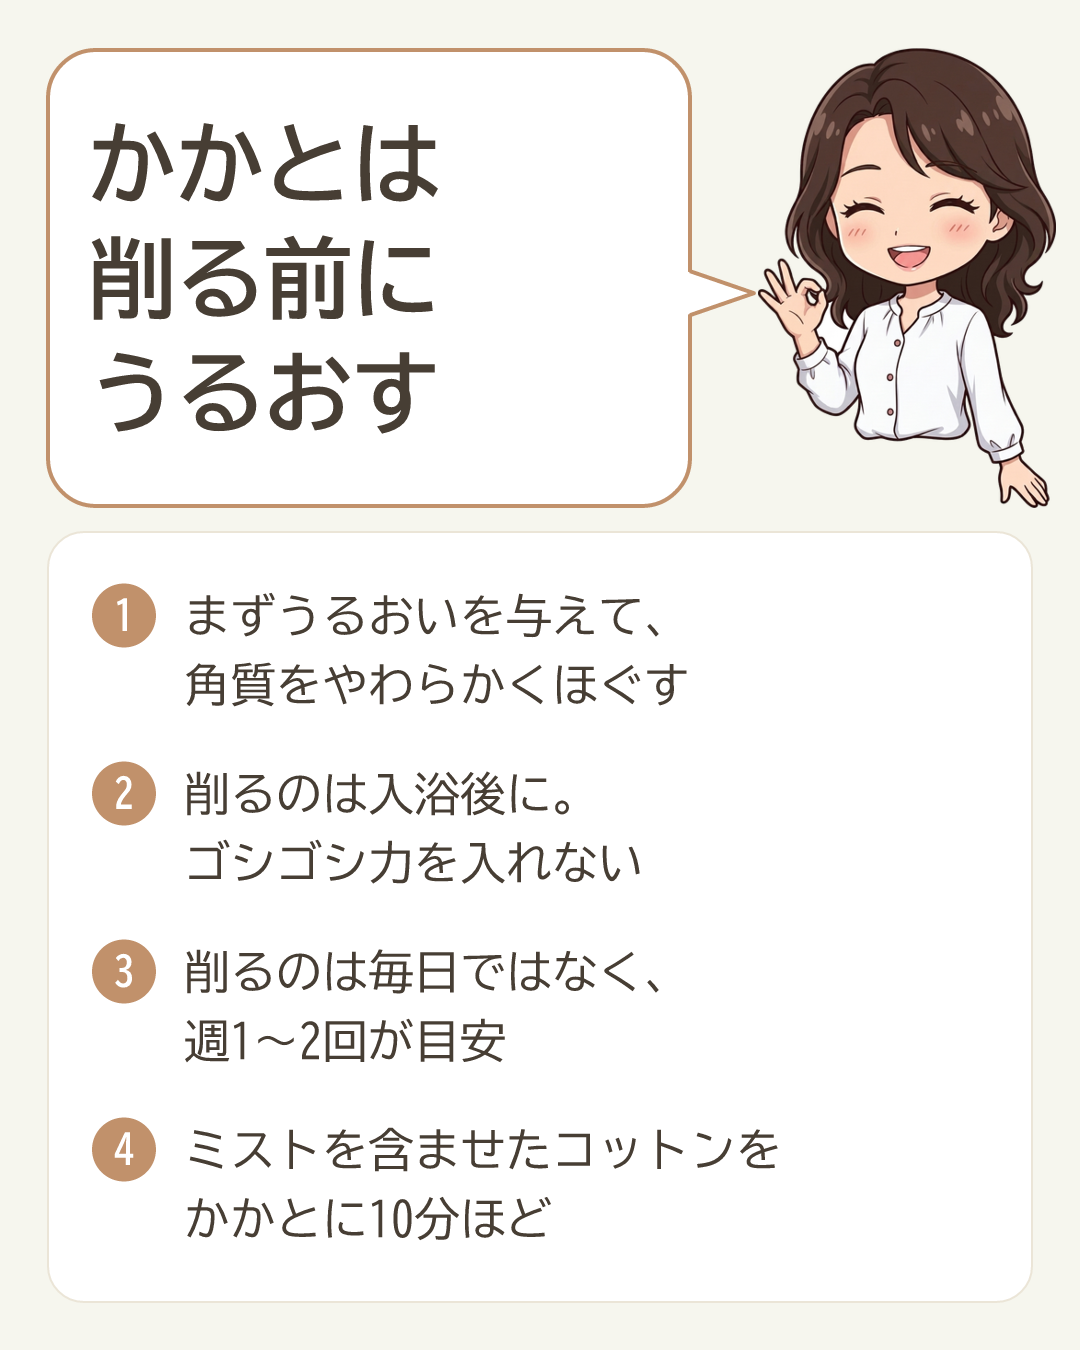 かかとは
削る前に
うるおす
1 まずうるおいを与えて、
角質をやわらかくほぐす
2 削るのは入浴後に。
ゴシゴシ力を入れない
3 削るのは毎日ではなく、
週1〜2回が目安
4 ミストを含ませたコットンを
かかとに10分ほど